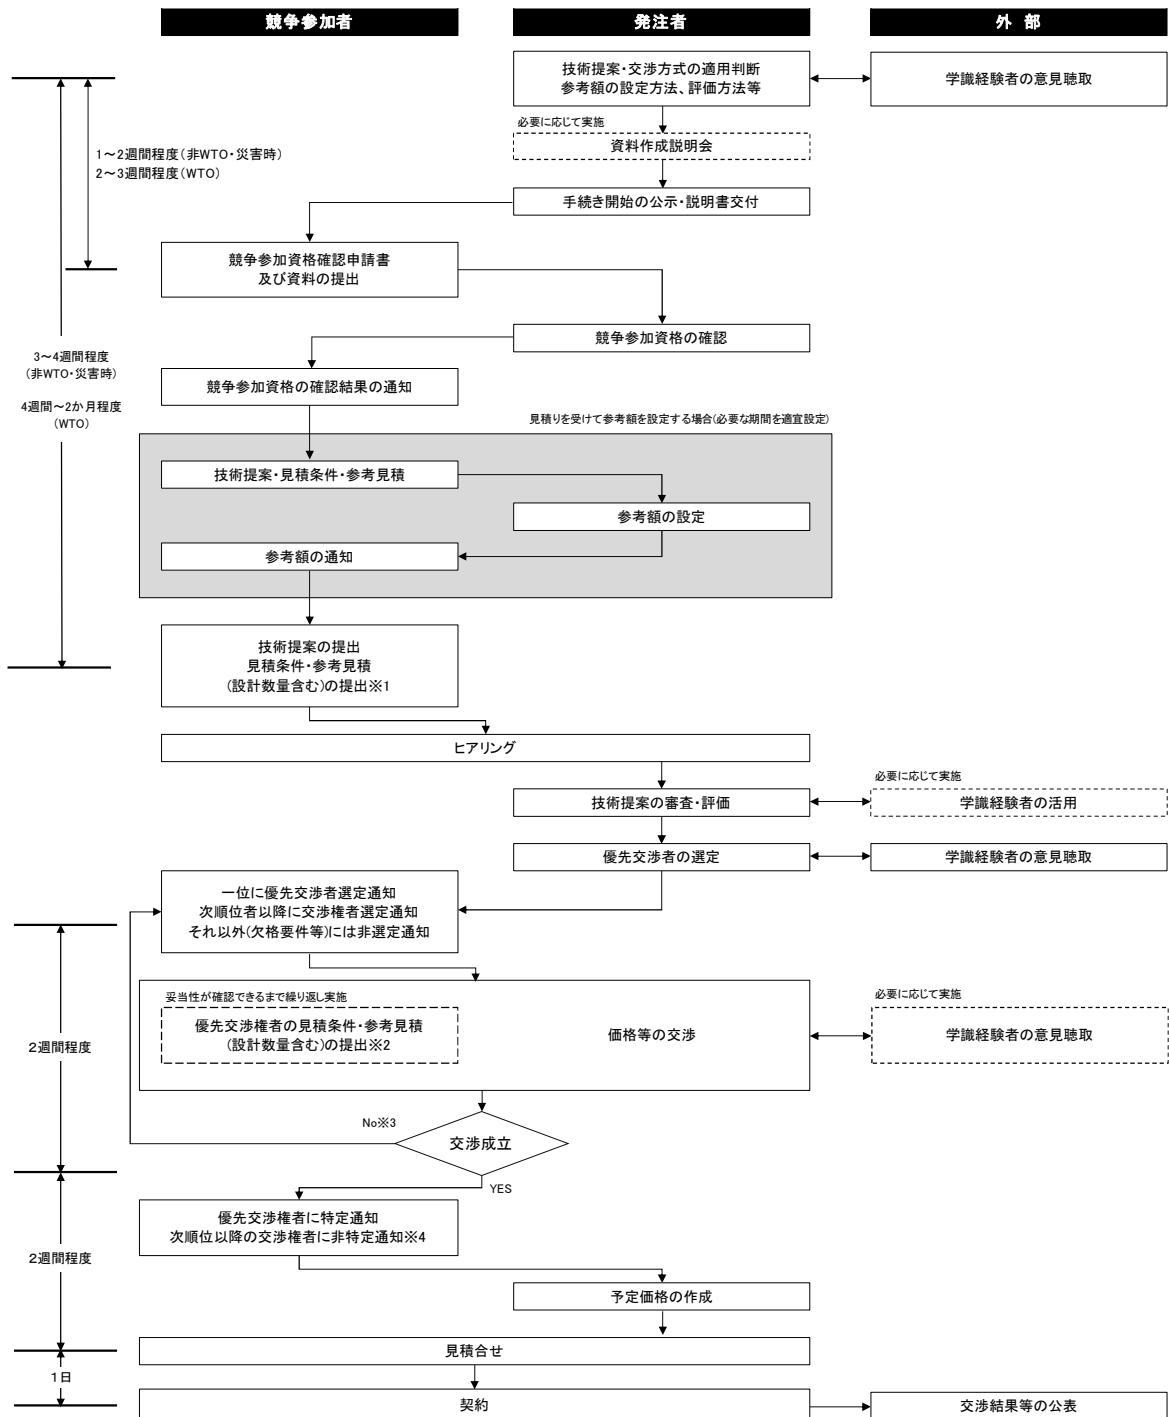 競争参加者
発注者
外 部
技術提案・交渉方式の適用判断
参考額の設定方法、評価方法等
学識経験者の意見聴取
必要に応じて実施
資料作成説明会
1～2週間程度(非WTO・災害時)
2～3週間程度(WTO)
手続き開始の公示・説明書交付
競争参加資格確認申請書
及び資料の提出
競争参加資格の確認
3～4週間程度
(非WTO・災害時)
4週間～2か月程度
(WTO)
競争参加資格の確認結果の通知
見積りを受けて参考額を設定する場合(必要な期間を適宜設定)
技術提案・見積条件・参考見積
参考額の設定
参考額の通知
技術提案の提出
見積条件・参考見積
(設計数量含む)の提出※1
ヒアリング
必要に応じて実施
技術提案の審査・評価
学識経験者の活用
優先交渉者の選定
学識経験者の意見聴取
一位に優先交渉者選定通知
次順位者以降に交渉権者選定通知
それ以外(欠格要件等)には非選定通知
妥当性が確認できるまで繰り返し実施
必要に応じて実施
優先交渉権者の見積条件・参考見積
(設計数量含む)の提出※2
価格等の交渉
学識経験者の意見聴取
2週間程度
No※3
交渉成立
YES
優先交渉権者に特定通知
次順位以降の交渉権者に非特定通知※4
2週間程度
予定価格の作成
見積合せ
1日
契約
交渉結果等の公表